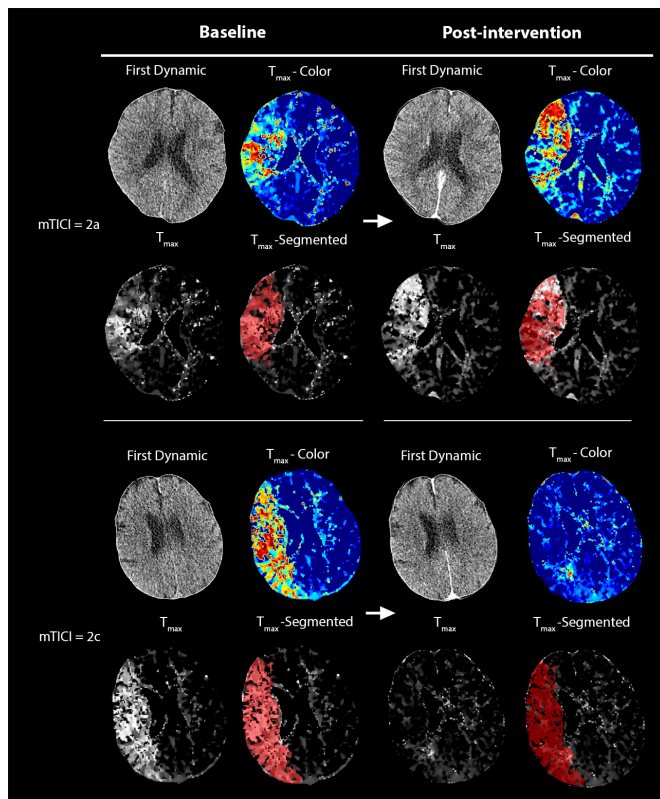 Baseline Post-intervention
First Dynamic Tmax - Color First Dynamic Tmax - Color
mTICI = 2a
Tmax Tmax -Segmented Tmax Tmax -Segmented
First Dynamic Tmax - Color First Dynamic Tmax - Color
Tmax Tmax -Segmented Tmax Tmax -Segmented
mTICI = 2c